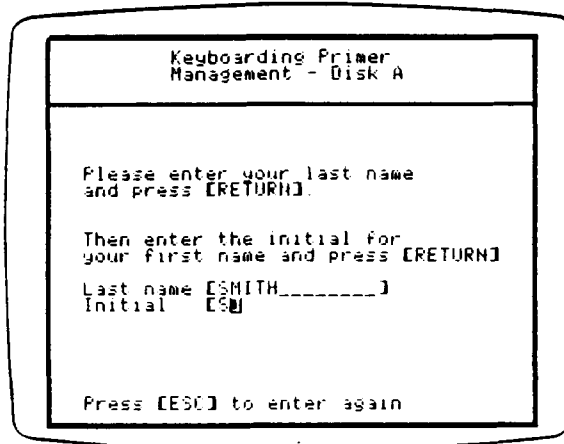 Keyboarding Primer
Management - Disk A
Please enter your last name
and press [RETURN].
Then enter the initial for
your first name and press [RETURN]
Last name [SMITH________]
Initial [S]
Press [ESC] to enter again